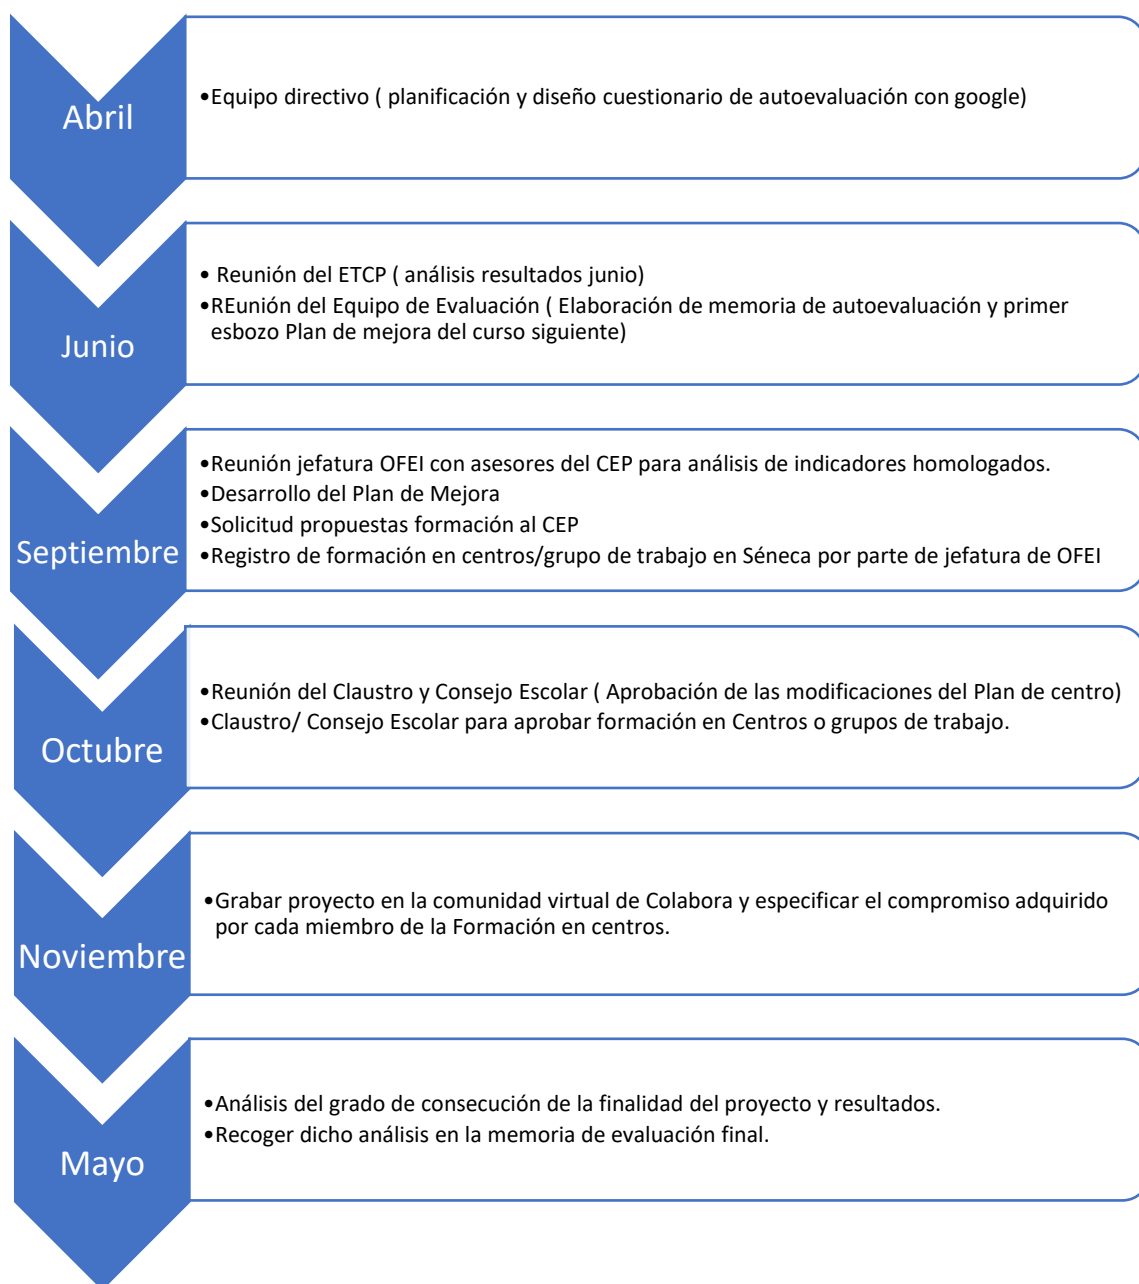 Abril
•Equipo directivo ( planificación y diseño cuestionario de autoevaluación con google)
Junio
• Reunión del ETCP ( análisis resultados junio)
•REunión del Equipo de Evaluación ( Elaboración de memoria de autoevaluación y primer
esbozo Plan de mejora del curso siguiente)
Septiembre
•Reunión jefatura OFEI con asesores del CEP para análisis de indicadores homologados.
•Desarrollo del Plan de Mejora
•Solicitud propuestas formación al CEP
•Registro de formación en centros/grupo de trabajo en Séneca por parte de jefatura de OFEI
Octubre
•Reunión del Claustro y Consejo Escolar ( Aprobación de las modificaciones del Plan de centro)
•Claustro/ Consejo Escolar para aprobar formación en Centros o grupos de trabajo.
Noviembre
•Grabar proyecto en la comunidad virtual de Colabora y especificar el compromiso adquirido
por cada miembro de la Formación en centros.
Mayo
•Análisis del grado de consecución de la finalidad del proyecto y resultados.
•Recoger dicho análisis en la memoria de evaluación final.